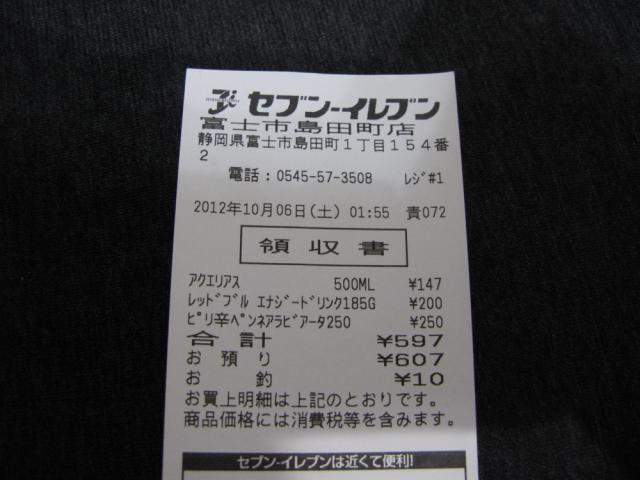 セブン-イレブン
富士市島田町店
静岡県富士市島田町1丁目154番
2
電話:0545-57-3508 レジ#1
2012年10月06日(土) 01:55 責072
領収書
アクエリアス 500ML ¥147
レッドブル エナジードリンク185G ¥200
ピリ辛ペンネアラビアータ250 ¥250
合計 ¥597
お預り ¥607
お釣 ¥10
お買上明細は上記のとおりです。
商品価格には消費税等を含みます。
セブン-イレブンは近くて便利!